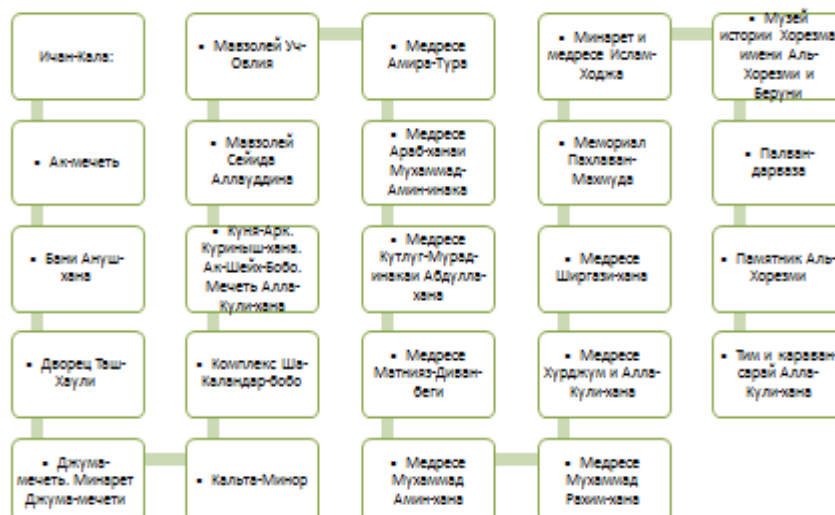 Ичан-Кала:
▪ Ак-мечеть
▪ Бани Ануш-
хана
▪ Дворец Таш-
Хаули
▪ Джума-
мечеть. Минарет
Джума-мечети
▪ Кальта-Минор
▪ Комплекс Ша-
Каландар-бобо
▪ Куня-Арк.
Куриныш-хана.
Ак-Шейх-Бобо.
Мечеть Алла-
Кули-хана
▪ Мавзолей
Сейида
Аллауддина
▪ Мавзолей Уч-
Овлия
▪ Медресе
Амира-Тура
▪ Медресе
Араб-ханаи
Мухаммад-
Амин-инака
▪ Медресе
Кутлуг-Мурад-
инакаи Абдулла-
хана
▪ Медресе
Матнияз-Диван-
беги
▪ Медресе
Мухаммад
Амин-хана
▪ Медресе
Мухаммад
Рахим-хана
▪ Медресе
Хурджум и Алла-
Кули-хана
▪ Медресе
Ширгази-хана
▪ Мемориал
Пахлаван-
Махмуда
▪ Минарет и
медресе Ислам-
Ходжа
▪ Музей
истории Хорезма
имени Аль-
Хорезми и
Беруни
▪ Палван-
дарваза
▪ Памятник Аль-
Хорезми
▪ Тим и караван-
сарай Алла-
Кули-хана